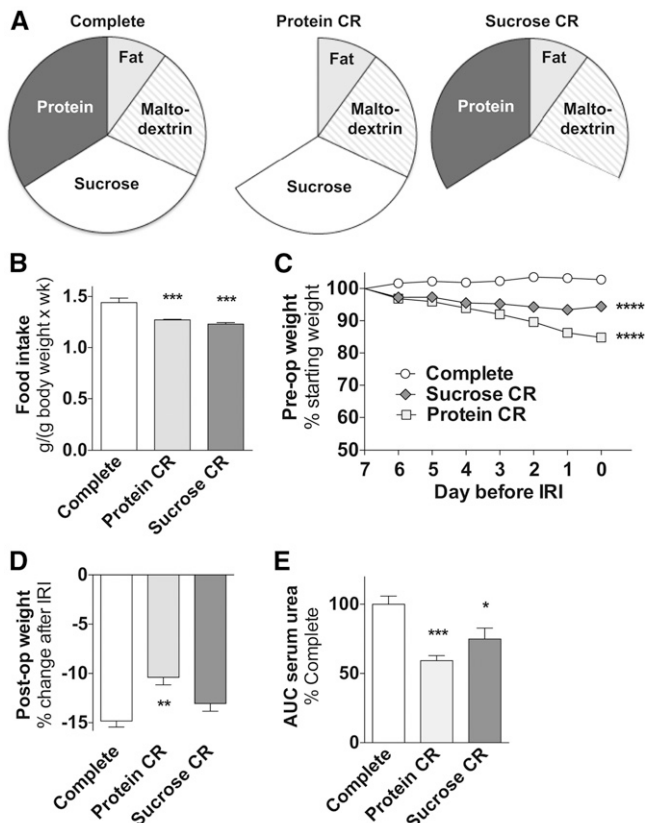 A
Complete
Protein CR
Sucrose CR
Fat
Protein
Malto-
dextrin
Sucrose
Fat
Malto-
dextrin
Sucrose
Fat
Protein
Malto-
dextrin
B
Food intake
g/(g body weight x wk)
1.5
1.0
0.5
0.0
***
***
Complete
Protein CR
Sucrose CR
C
Pre-op weight
% starting weight
100
90
80
70
60
50
****
****
Complete
Sucrose CR
Protein CR
7 6 5 4 3 2 1 0
Day before IRI
D
Post-op weight
% change after IRI
0
-5
-10
-15
**
Complete
Protein CR
Sucrose CR
E
AUC serum urea
% Complete
100
50
0
***
*
Complete
Protein CR
Sucrose CR